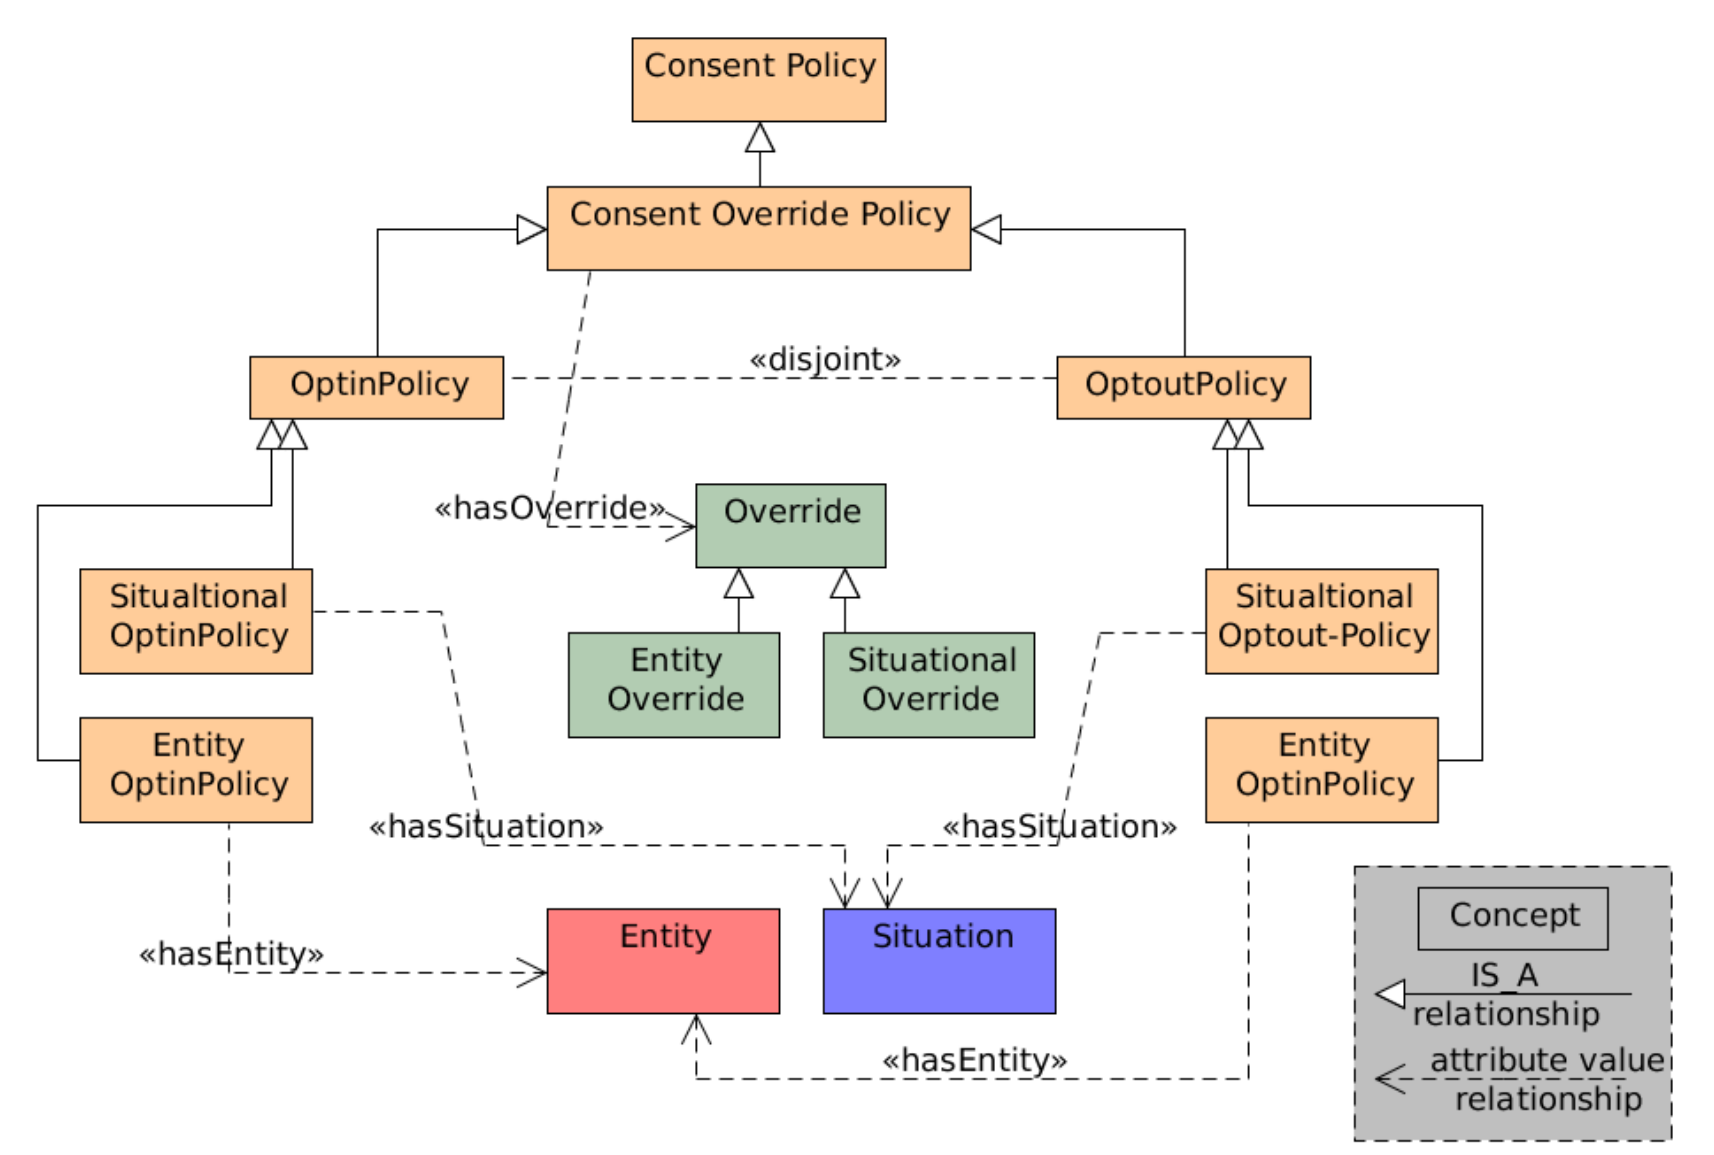 Consent Policy
Consent Override Policy
«disjoint»
OptinPolicy
OptoutPolicy
«hasOverride»
Override
Situaltional
OptinPolicy
Situaltional
Optout-Policy
Entity
Override
Situational
Override
Entity
OptinPolicy
Entity
OptinPolicy
«hasSituation»
«hasSituation»
«hasEntity»
Entity
Situation
«hasEntity»
Concept
IS_A
relationship
attribute value
relationship